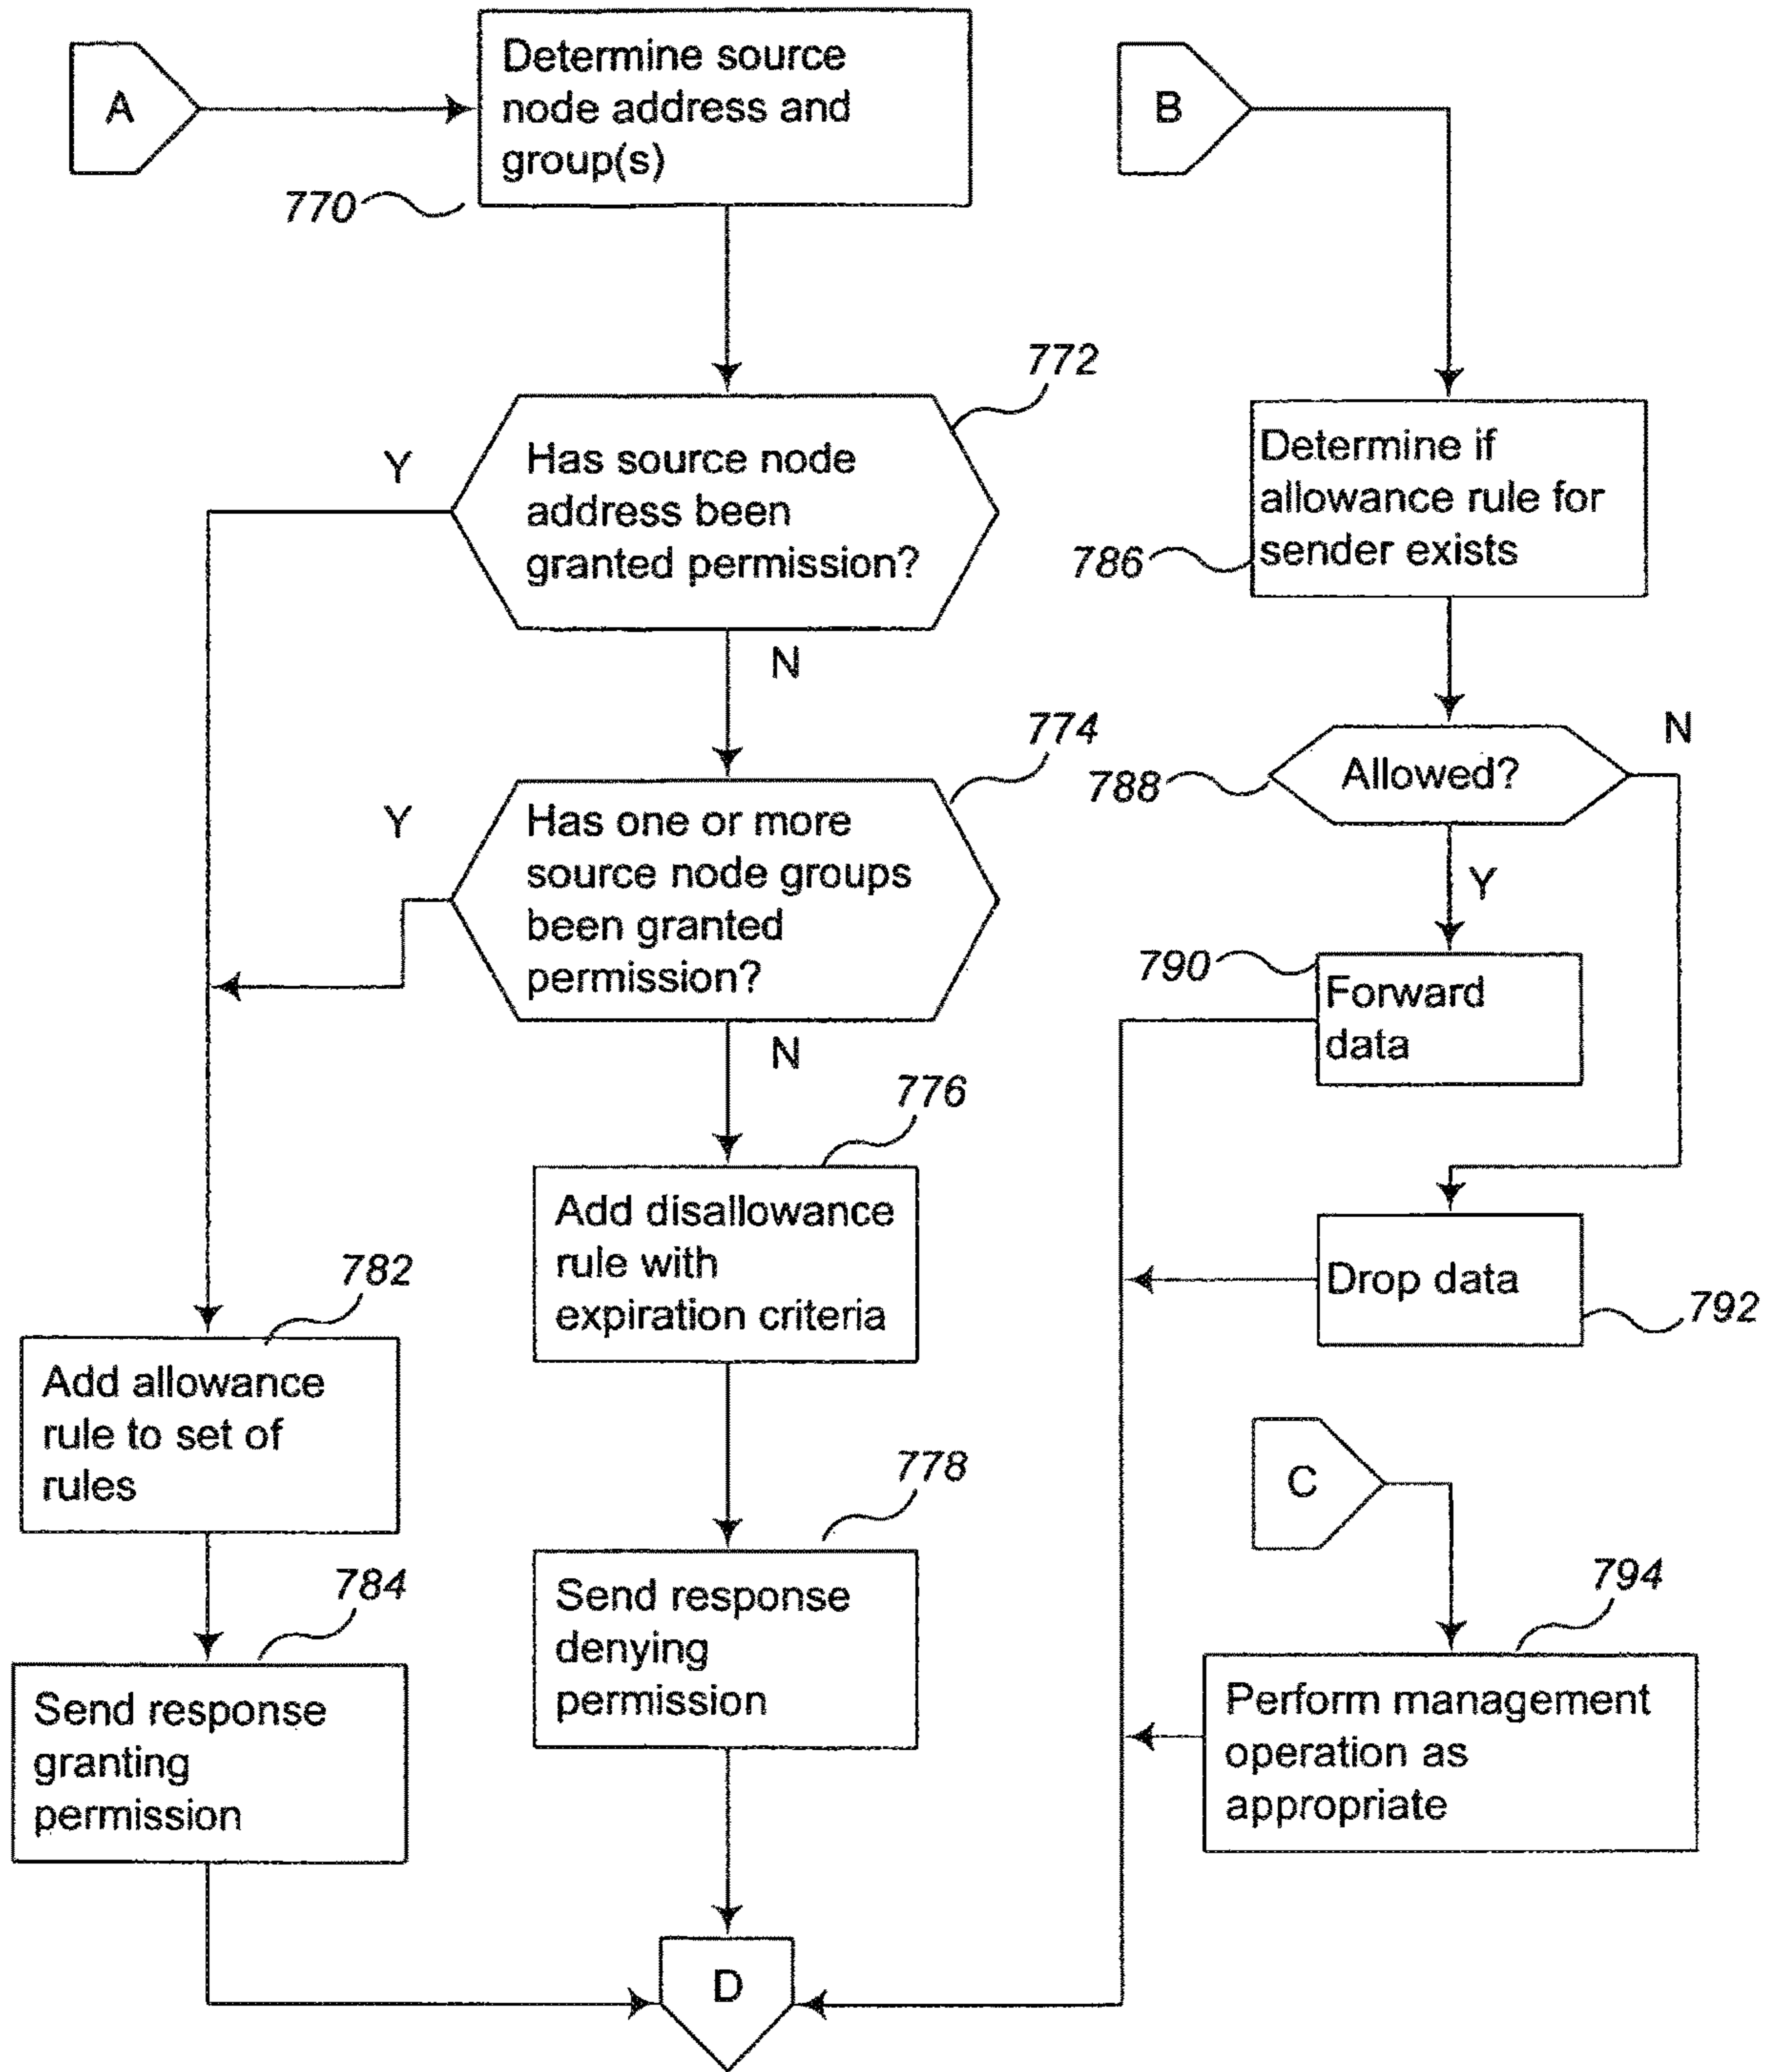 A
Determine source
node address and
group(s)
770
772
Has source node
address been
granted permission?
Y
N
774
Has one or more
source node groups
been granted
permission?
Y
N
776
Add disallowance
rule with
expiration criteria
778
Send response
denying
permission
782
Add allowance
rule to set of
rules
784
Send response
granting
permission
D
B
Determine if
allowance rule for
sender exists
786
Allowed?
788
N
Y
790
Forward
data
Drop data
792
C
794
Perform management
operation as
appropriate